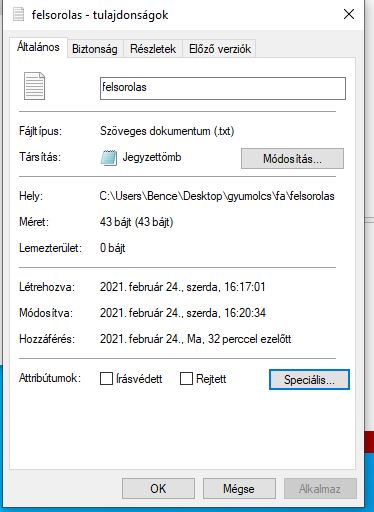 felsorolas - tulajdonságok
Általános Biztonság Részletek Előző verziók
felsorolas
Fájltípus: Szöveges dokumentum (.txt)
Társítás: Jegyzettömb Módosítás...
Hely: C:\Users\Bence\Desktop\gyumolcs\fa\felsorolas
Méret: 43 bájt (43 bájt)
Lemezterület: 0 bájt
Létrehozva: 2021. február 24., szerda, 16:17:01
Módosítva: 2021. február 24., szerda, 16:20:34
Hozzáférés: 2021. február 24., Ma, 32 perccel ezelőtt
Attribútumok: Írásvédett Rejtett Speciális...
OK Mégse Alkalmaz